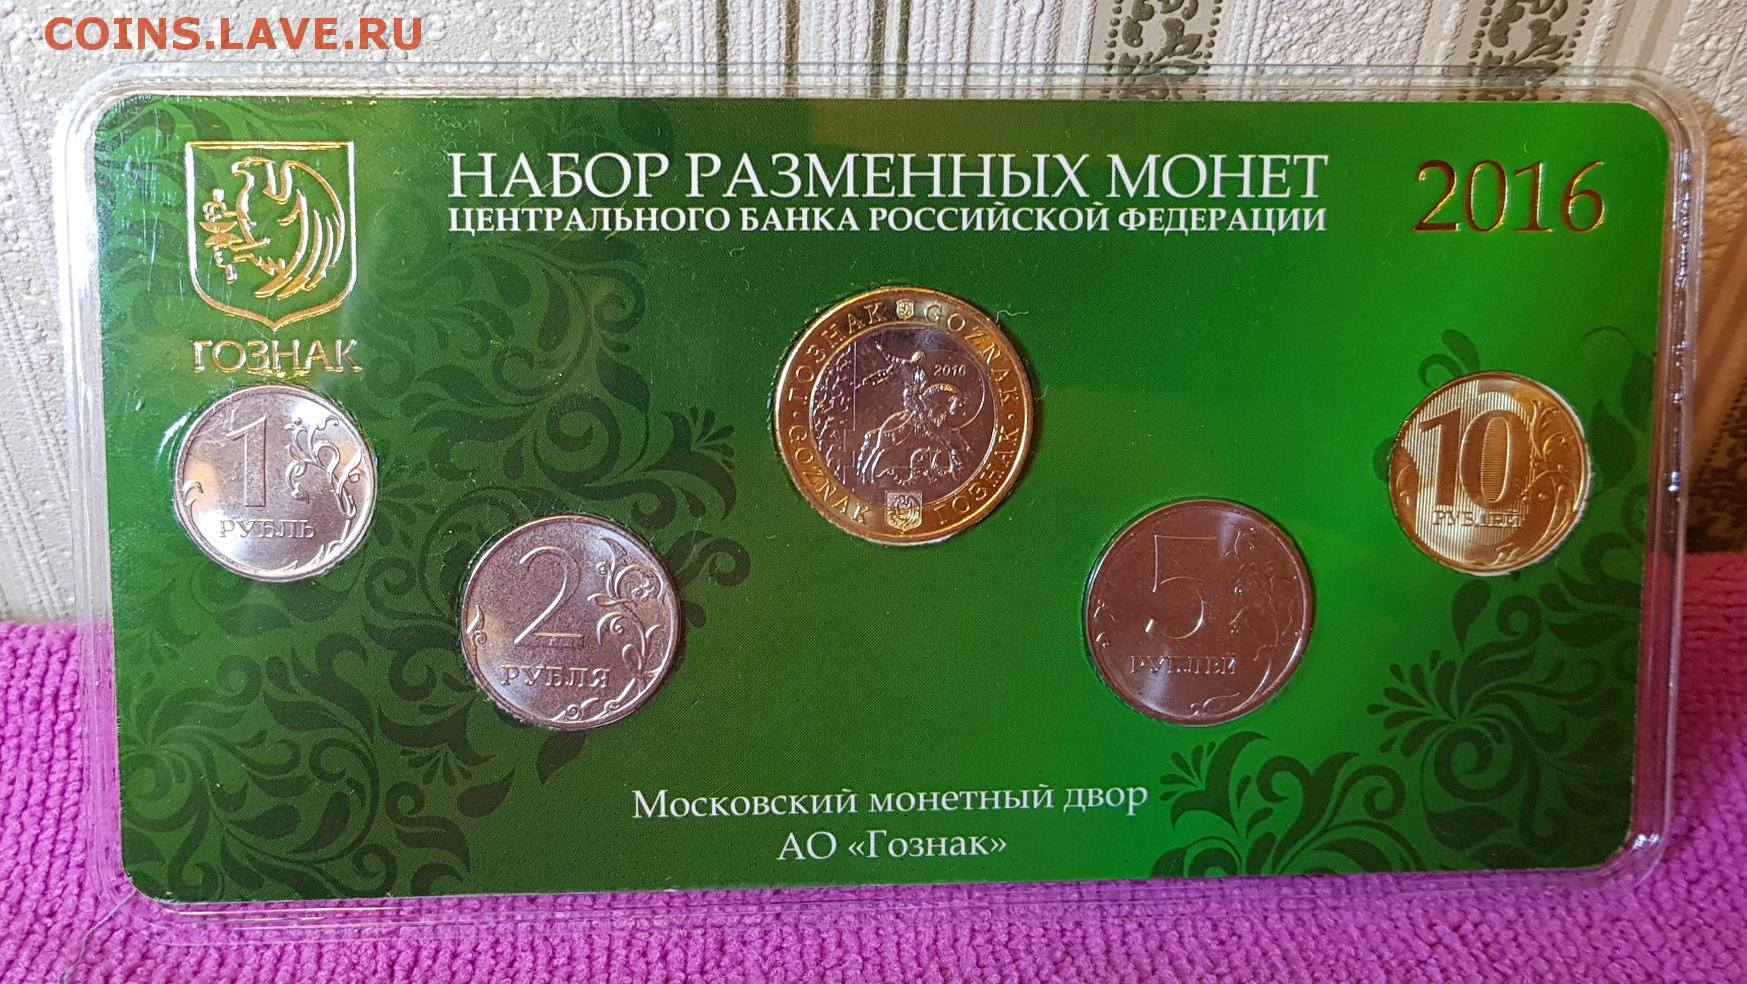 COINS.LAVE.RU
НАБОР РАЗМЕННЫХ МОНЕТ
ЦЕНТРАЛЬНОГО БАНКА РОССИЙСКОЙ ФЕДЕРАЦИИ
2016
ГОЗНАК
ГОЗНАК GOZNAK
2016
GOZNAK ГОЗНАК
1
РУБЛЬ
2
РУБЛЯ
5
РУБЛЕЙ
10
РУБЛЕЙ
Московский монетный двор
АО «Гознак»